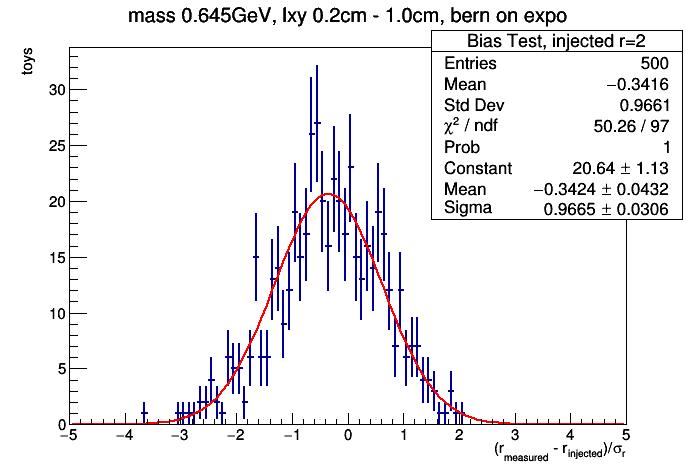 mass 0.645GeV, lxy 0.2cm - 1.0cm, bern on expo
Bias Test, injected r=2
Entries 500
Mean −0.3416
Std Dev 0.9661
χ² / ndf 50.26 / 97
Prob 1
Constant 20.64 ± 1.13
Mean −0.3424 ± 0.0432
Sigma 0.9665 ± 0.0306
toys
30
25
20
15
10
5
0
−5 −4 −3 −2 −1 0 1 2 3 4 5
(r_measured - r_injected)/σ_r